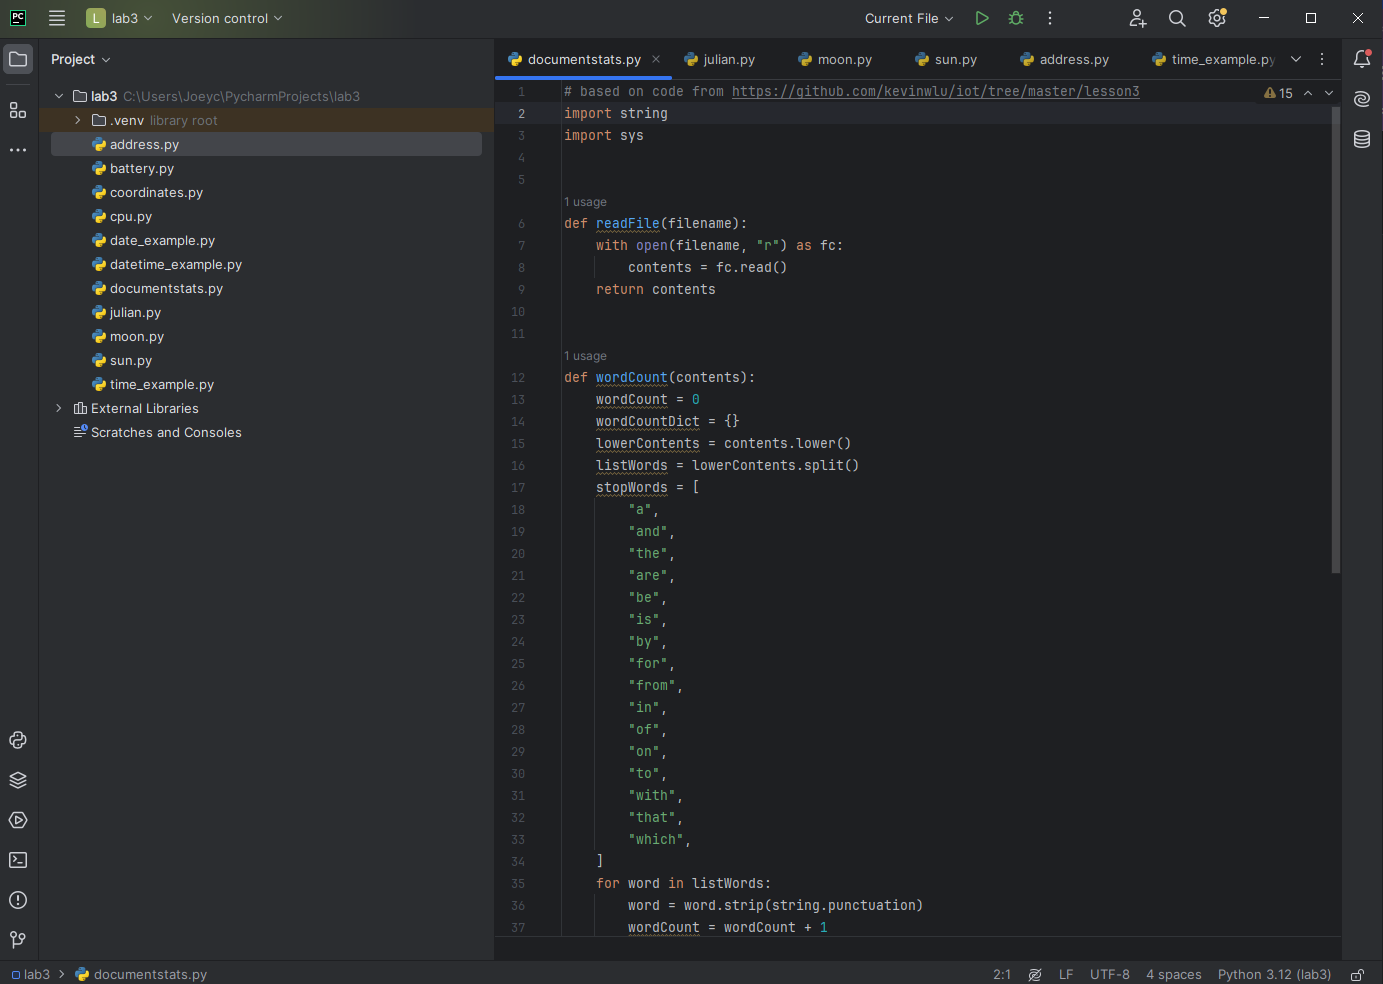 PC
L lab3 Version control Current File
Project
documentstats.py julian.py moon.py sun.py address.py time_example.py
lab3 C:\Users\Joeyc\PycharmProjects\lab3
.venv library root
address.py
battery.py
coordinates.py
cpu.py
date_example.py
datetime_example.py
documentstats.py
julian.py
moon.py
sun.py
time_example.py
External Libraries
Scratches and Consoles
15
1 # based on code from https://github.com/kevinwlu/iot/tree/master/lesson3
2 import string
3 import sys
4
5
1 usage
6 def readFile(filename):
7 with open(filename, "r") as fc:
8 contents = fc.read()
9 return contents
10
11
1 usage
12 def wordCount(contents):
13 wordCount = 0
14 wordCountDict = {}
15 lowerContents = contents.lower()
16 listWords = lowerContents.split()
17 stopWords = [
18 "a",
19 "and",
20 "the",
21 "are",
22 "be",
23 "is",
24 "by",
25 "for",
26 "from",
27 "in",
28 "of",
29 "on",
30 "to",
31 "with",
32 "that",
33 "which",
34 ]
35 for word in listWords:
36 word = word.strip(string.punctuation)
37 wordCount = wordCount + 1
lab3 documentstats.py 2:1 LF UTF-8 4 spaces Python 3.12 (lab3)